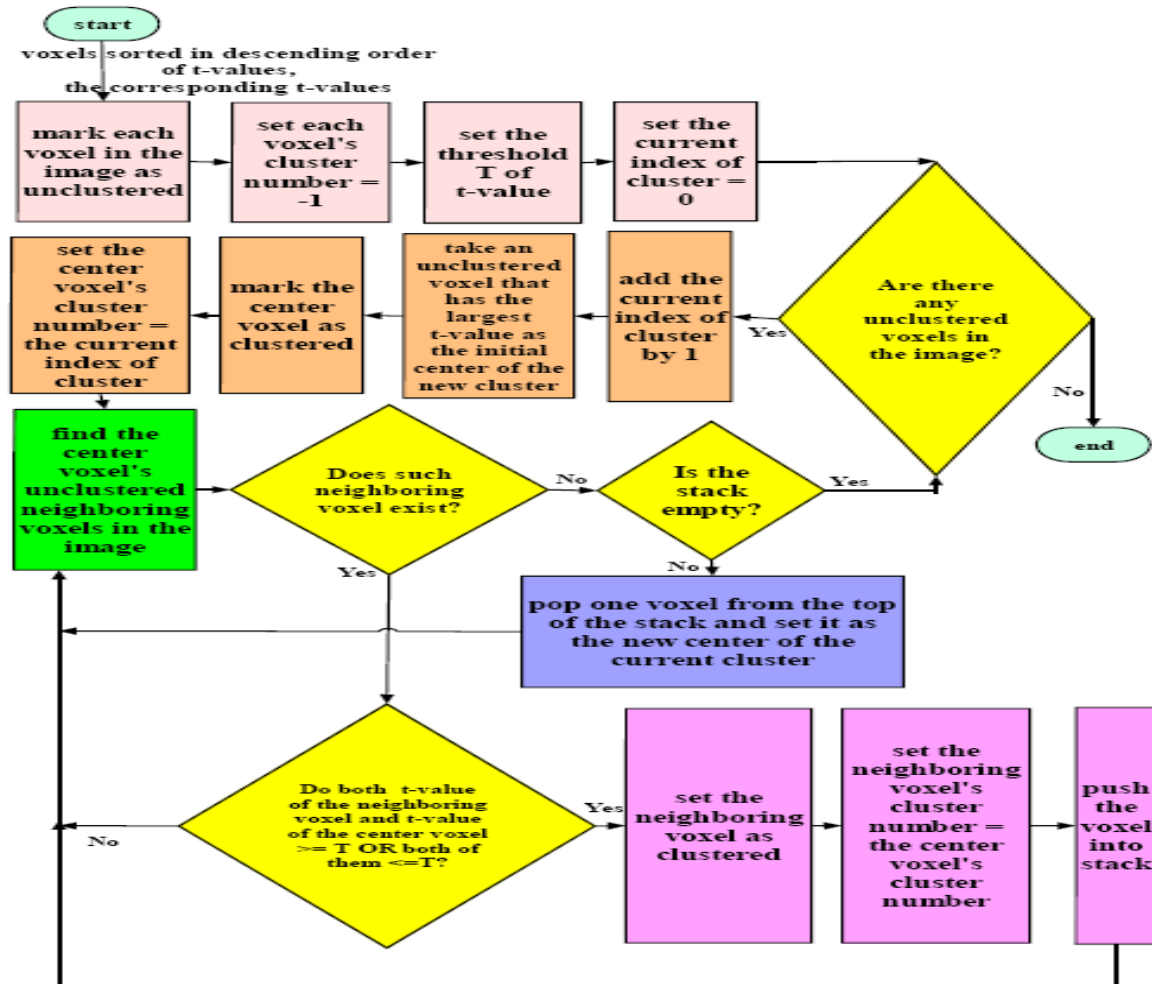 start
voxels sorted in descending order
of t-values,
the corresponding t-values
mark each
voxel in the
image as
unclustered
set each
voxel's
cluster
number =
-1
set the
threshold
T of
t-value
set the
current
index of
cluster =
0
Are there
any
unclustered
voxels in
the image?
Yes
No
end
add the
current
index of
cluster
by 1
take an
unclustered
voxel that
has the
largest
t-value as
the initial
center of the
new cluster
mark the
center
voxel as
clustered
set the
center
voxel's
cluster
number =
the current
index of
cluster
find the
center
voxel's
unclustered
neighboring
voxels in the
image
Does such
neighboring
voxel exist?
No
Yes
Is the
stack
empty?
Yes
No
pop one voxel from the top
of the stack and set it as
the new center of the
current cluster
Do both t-value
of the neighboring
voxel and t-value
of the center voxel
>= T OR both of
them <=T?
No
Yes
set the
neighboring
voxel as
clustered
set the
neighboring
voxel's
cluster
number =
the center
voxel's
cluster
number
push
the
voxel
into
stack